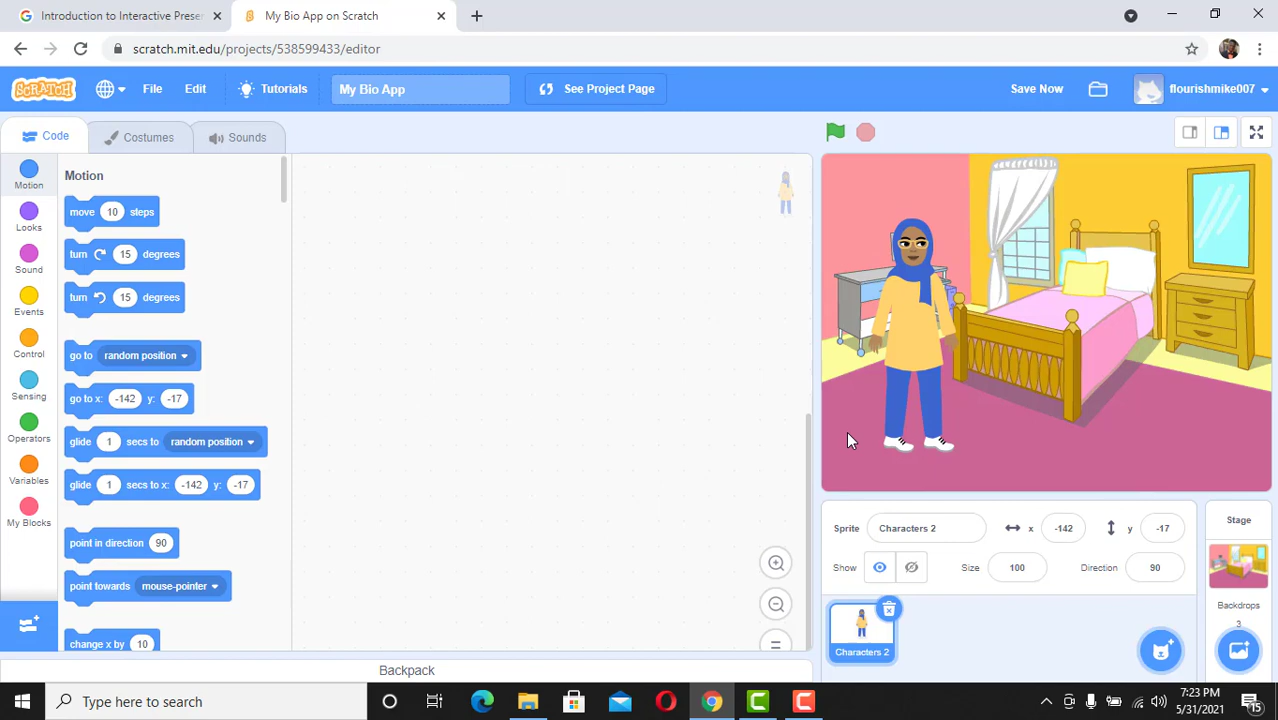 Introduction to Interactive Prese
My Bio App on Scratch
scratch.mit.edu/projects/538599433/editor
SCRATCH
File
Edit
Tutorials
My Bio App
See Project Page
Save Now
flourishmike007
Code
Costumes
Sounds
Motion
Looks
Sound
Events
Control
Sensing
Operators
Variables
My Blocks
Motion
move 10 steps
turn 15 degrees
turn 15 degrees
go to random position
go to x: -142 y: -17
glide 1 secs to random position
glide 1 secs to x: -142 y: -17
point in direction 90
point towards mouse-pointer
change x by 10
Sprite Characters 2 x -142 y -17
Show Size 100 Direction 90
Characters 2
Stage
Backdrops
3
Backpack
Type here to search
7:23 PM
5/31/2021
15